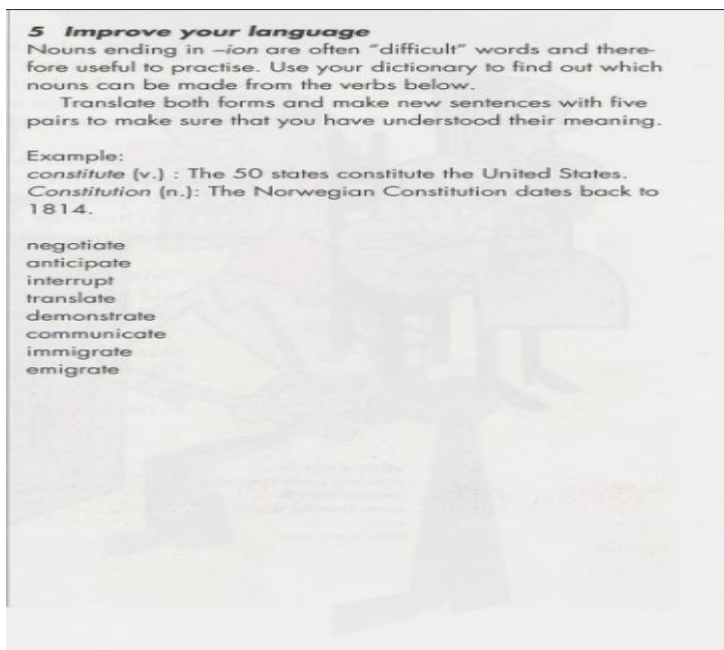 5 Improve your language
Nouns ending in –ion are often "difficult" words and there-
fore useful to practise. Use your dictionary to find out which
nouns can be made from the verbs below.
Translate both forms and make new sentences with five
pairs to make sure that you have understood their meaning.
Example:
constitute (v.) : The 50 states constitute the United States.
Constitution (n.): The Norwegian Constitution dates back to
1814.
negotiate
anticipate
interrupt
translate
demonstrate
communicate
immigrate
emigrate